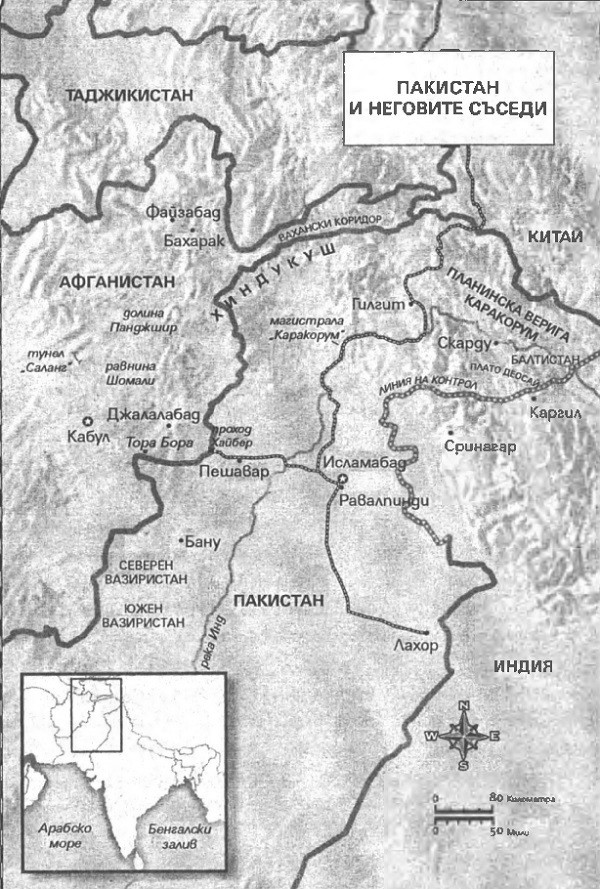 ПАКИСТАН
И НЕГОВИТЕ СЪСЕДИ
ТАДЖИКИСТАН
Файзабад
Бахарак
ВАХАНСКИ КОРИДОР
КИТАЙ
ХИНДУКУШ
АФГАНИСТАН
долина
Панджшир
Гилгит
ПЛАНИНСКА ВЕРИГА
КАРАКОРУМ
магистрала
"Каракорум"
Скарду
БАЛТИСТАН
тунел
"Саланг"
равнина
Шомали
ПЛАТО ДЕОСАЙ
ЛИНИЯ НА КОНТРОЛ
Каргил
Джалалабад
Кабул
Тора Бора
проход
Хайбер
Сринагар
Пешавар
Исламабад
Равалпинди
Бану
СЕВЕРЕН
ВАЗИРИСТАН
ПАКИСТАН
ЮЖЕН
ВАЗИРИСТАН
река Инд
Лахор
ИНДИЯ
N
W
E
S
Арабско
море
Бенгалски
залив
0 80 Километра
0 50 Мили